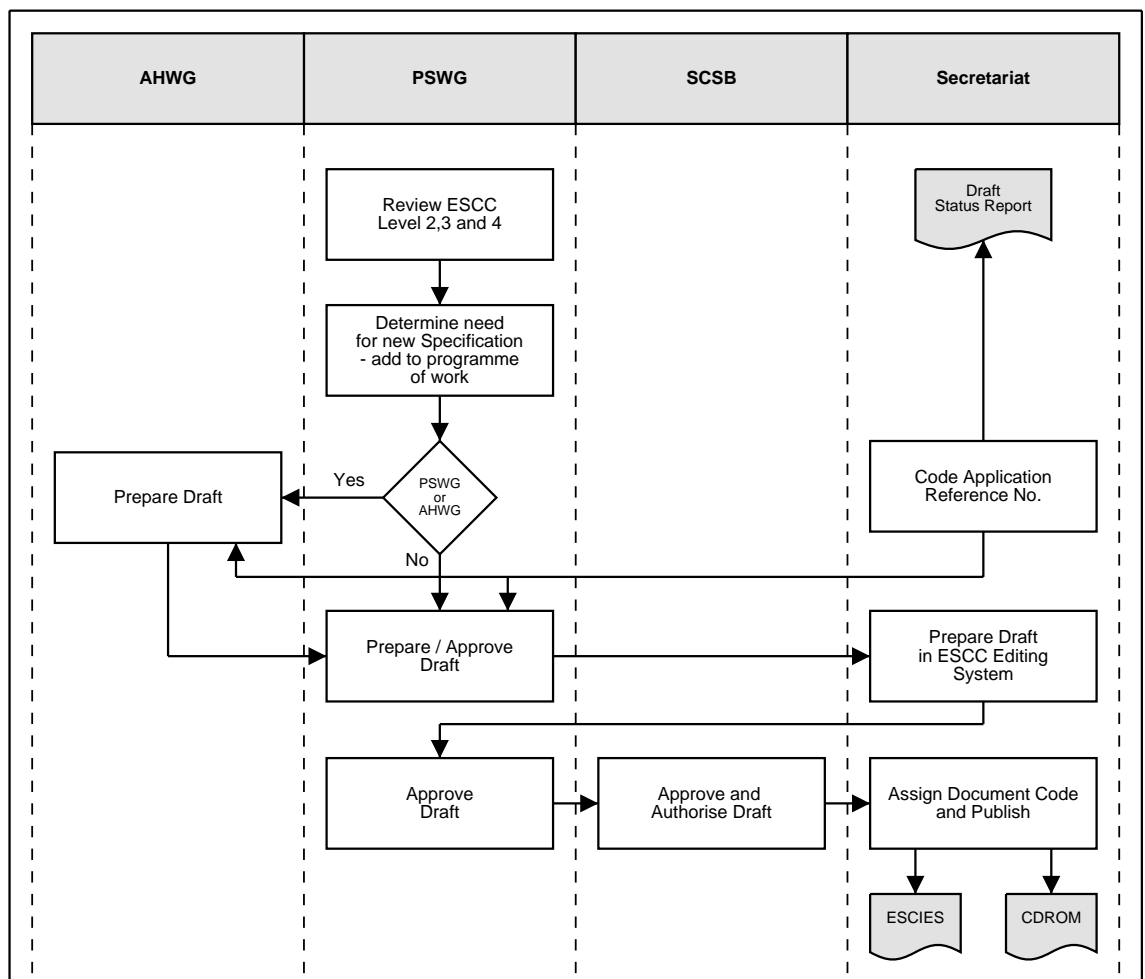 AHWG
PSWG
SCSB
Secretariat
Review ESCC
Level 2,3 and 4
Draft
Status Report
Determine need
for new Specification
- add to programme
of work
Prepare Draft
Yes
PSWG
or
AHWG
No
Code Application
Reference No.
Prepare / Approve
Draft
Prepare Draft
in ESCC Editing
System
Approve
Draft
Approve and
Authorise Draft
Assign Document Code
and Publish
ESCIES
CDROM